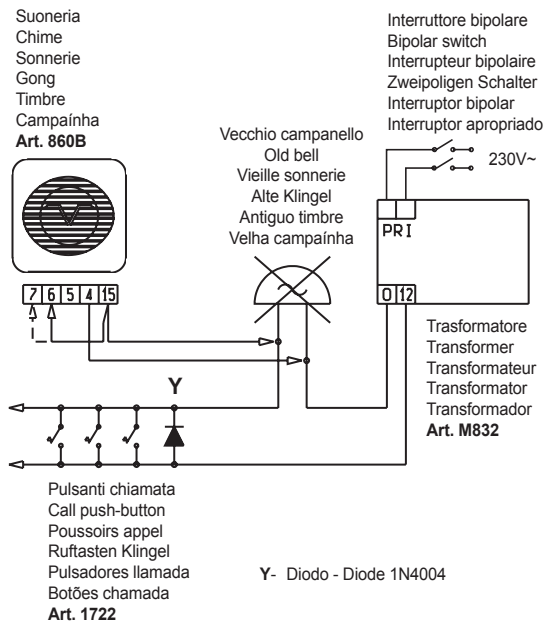 Suoneria
Chime
Sonnerie
Gong
Timbre
Campaínha
Art. 860B
Interruttore bipolare
Bipolar switch
Interrupteur bipolaire
Zweipoligen Schalter
Interruptor bipolar
Interruptor apropriado
230V~
Vecchio campanello
Old bell
Vieille sonnerie
Alte Klingel
Antiguo timbre
Velha campaínha
PRI
0 12
7 6 5 4 15
Trasformatore
Transformer
Transformateur
Transformator
Transformador
Art. M832
Y
Pulsanti chiamata
Call push-button
Poussoirs appel
Ruftasten Klingel
Pulsadores llamada
Botões chamada
Art. 1722
Y- Diodo - Diode 1N4004